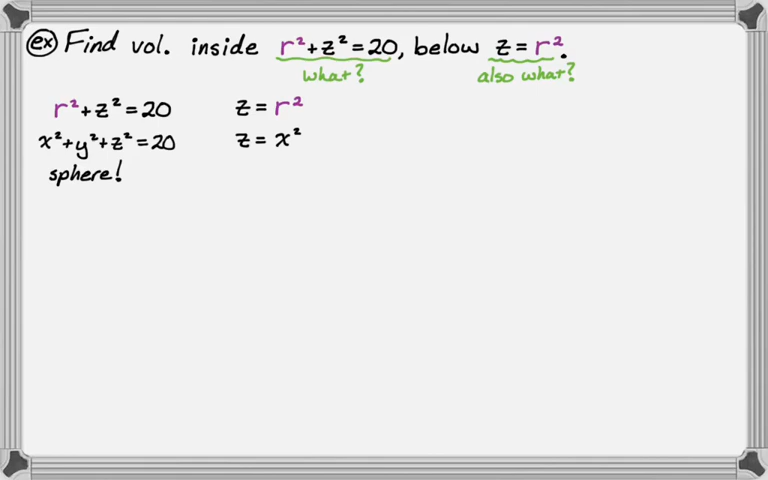 ex Find vol. inside r²+z²=20, below z=r².
what? also what?
r²+z²=20 z=r²
x²+y²+z²=20 z=x²
sphere!